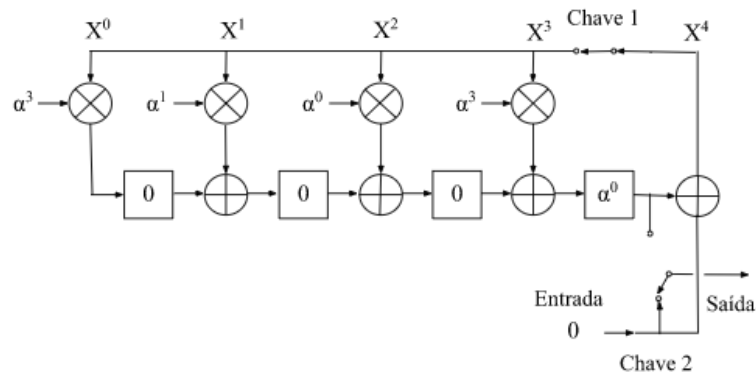 Chave 1
X⁰ X¹ X² X³ X⁴
α³ α¹ α⁰ α³
0 0 0 α⁰
Entrada Saída
0
Chave 2